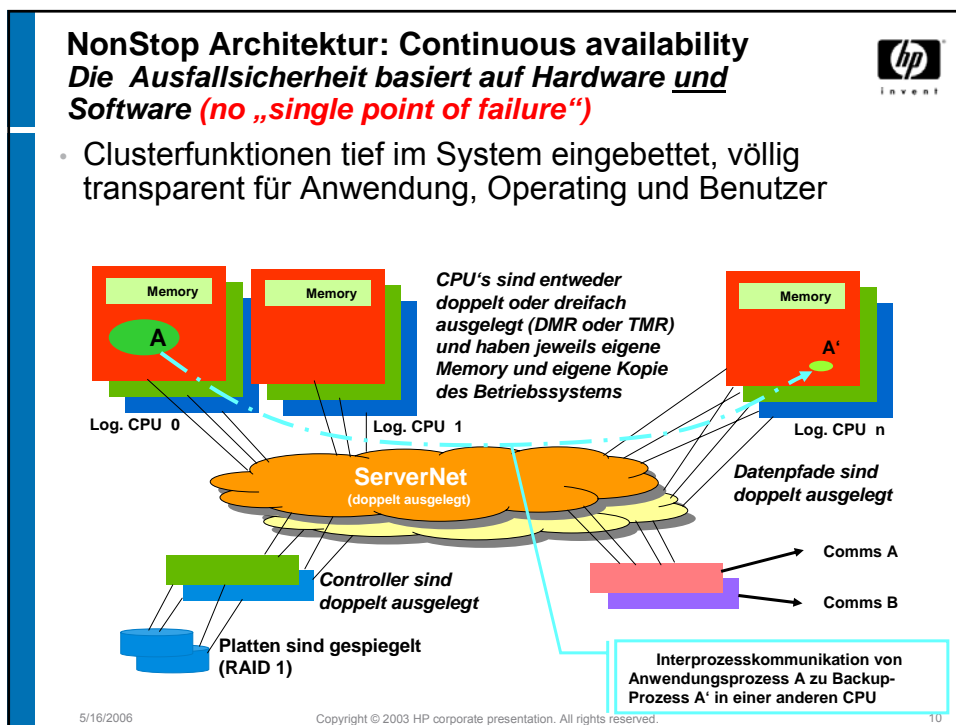 NonStop Architektur: Continuous availability
Die Ausfallsicherheit basiert auf Hardware und
Software (no „single point of failure“)
hp
invent
• Clusterfunktionen tief im System eingebettet, völlig
transparent für Anwendung, Operating und Benutzer
Memory
A
Log. CPU 0
Memory
Log. CPU 1
CPU‘s sind entweder
doppelt oder dreifach
ausgelegt (DMR oder TMR)
und haben jeweils eigene
Memory und eigene Kopie
des Betriebssystems
Memory
A‘
Log. CPU n
ServerNet
(doppelt ausgelegt)
Datenpfade sind
doppelt ausgelegt
Controller sind
doppelt ausgelegt
Comms A
Comms B
Platten sind gespiegelt
(RAID 1)
Interprozesskommunikation von
Anwendungsprozess A zu Backup-
Prozess A‘ in einer anderen CPU
5/16/2006
Copyright © 2003 HP corporate presentation. All rights reserved.
10